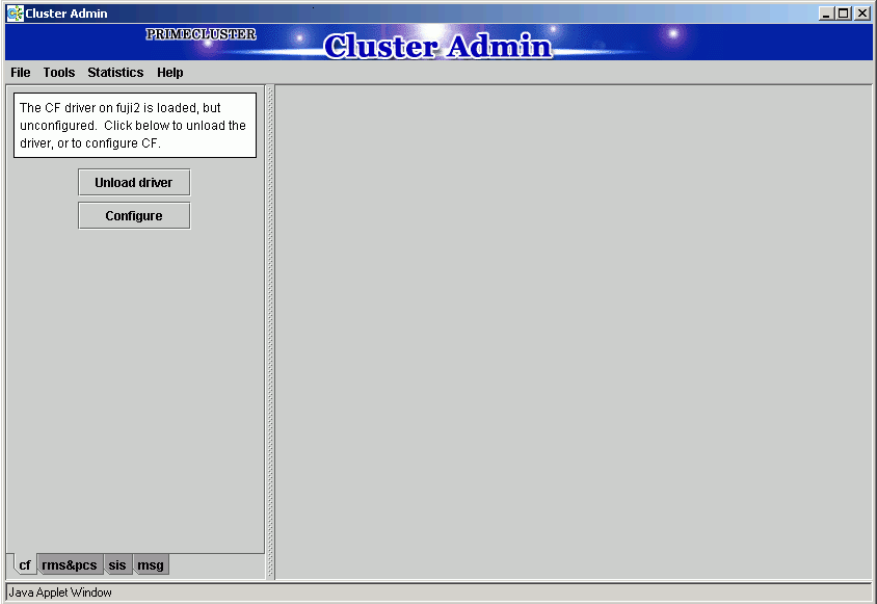 Cluster Admin
PRIMECLUSTER
Cluster Admin
File Tools Statistics Help
The CF driver on fuji2 is loaded, but
unconfigured. Click below to unload the
driver, or to configure CF.
Unload driver
Configure
cf rms&pcs sis msg
Java Applet Window